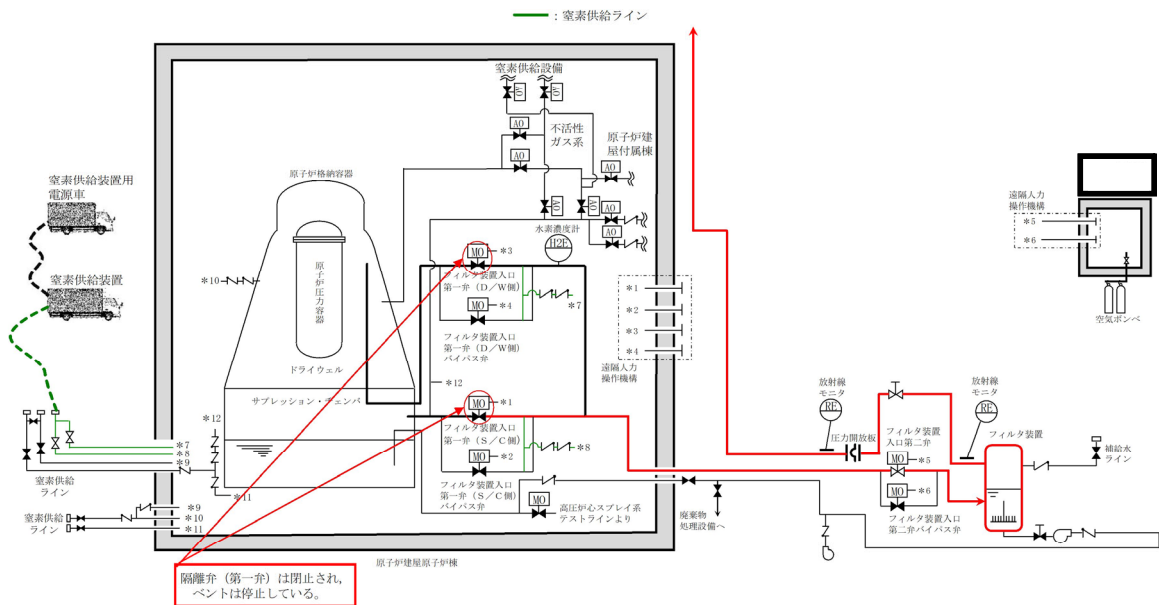 ：窒素供給ライン
窒素供給設備
AO
AO
AO
不活性
ガス系
原子炉建
屋付属棟
AO
AO
AO
AO
AO
AO
原子炉格納容器
水素濃度計
H2E
窒素供給装置用
電源車
窒素供給装置
原子炉圧力容器
ドライウェル
サプレッション・チェンバ
*10
MO
*3
フィルタ装置入口
第一弁（D／W側）
MO
*4
*7
フィルタ装置入口
第一弁（D／W側）
バイパス弁
*12
MO
*1
フィルタ装置入口
第一弁（S／C側）
MO
*2
*8
フィルタ装置入口
第一弁（S／C側）
バイパス弁
MO
高圧炉心スプレイ系
テストラインより
*1
*2
*3
*4
遠隔人力
操作機構
遠隔人力
操作機構
*5
*6
空気ボンベ
放射線
モニタ
RE
圧力開放板
放射線
モニタ
RE
フィルタ装置
フィルタ装置
入口第二弁
MO
*5
MO
*6
フィルタ装置入口
第二弁バイパス弁
補給水
ライン
廃棄物
処理設備へ
*12
*11
*7
*8
*9
窒素供給
ライン
*9
*10
*11
窒素供給
ライン
原子炉建屋原子炉棟
隔離弁（第一弁）は閉止され，
ベントは停止している。